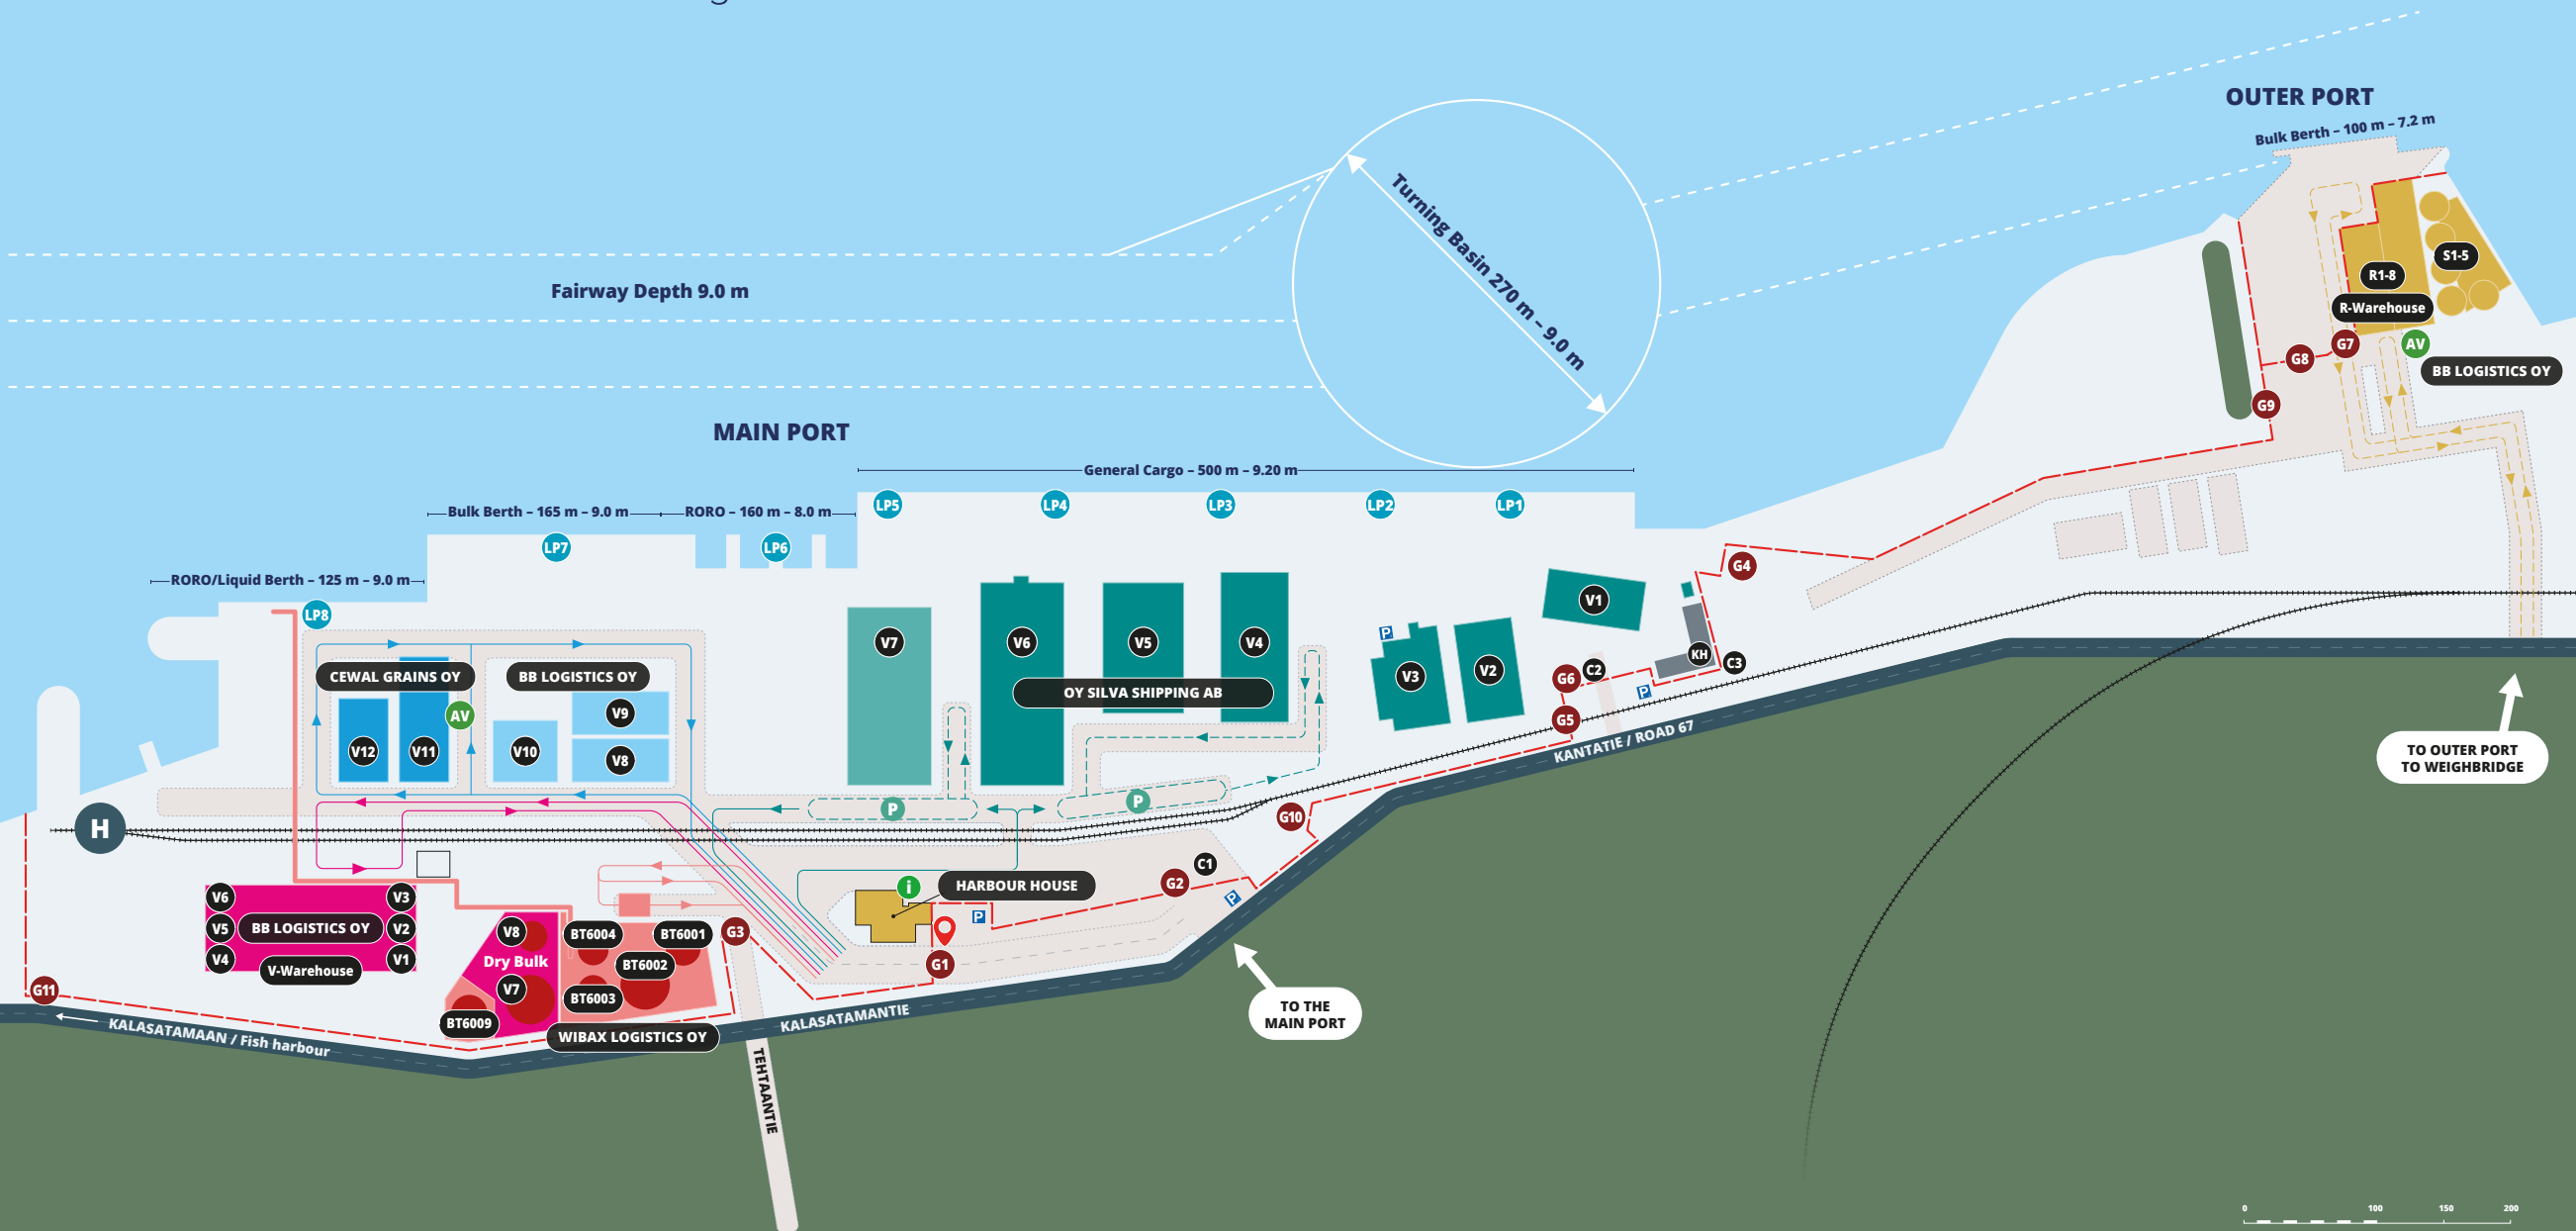 OUTER PORT
Bulk Berth – 100 m – 7.2 m
Turning Basin 270 m – 9.0 m
S1-5
R1-8
R-Warehouse
Fairway Depth 9.0 m
G8
G7
AV
BB LOGISTICS OY
G9
MAIN PORT
General Cargo – 500 m – 9.20 m
LP5
LP4
LP3
LP2
LP1
Bulk Berth – 165 m – 9.0 m
RORO – 160 m – 8.0 m
LP7
LP6
RORO/Liquid Berth – 125 m – 9.0 m
LP8
G4
V1
P
V7
V6
V5
V4
V3
V2
KH
C3
C2
G6
P
G5
CEWAL GRAINS OY
BB LOGISTICS OY
OY SILVA SHIPPING AB
AV
V9
V12
V11
V10
V8
KANTATIE / ROAD 67
TO OUTER PORT
TO WEIGHBRIDGE
P
P
G10
H
C1
G2
i
HARBOUR HOUSE
P
P
V6
V3
V5
BB LOGISTICS OY
V2
V4
V1
V-Warehouse
V8
Dry Bulk
V7
BT6004
BT6001
BT6002
BT6003
BT6009
G3
G1
G11
WIBAX LOGISTICS OY
KALASATAMANTIE
KALASATAMAAN / Fish harbour
TO THE
MAIN PORT
TEHTAANTIE
0 100 150 200